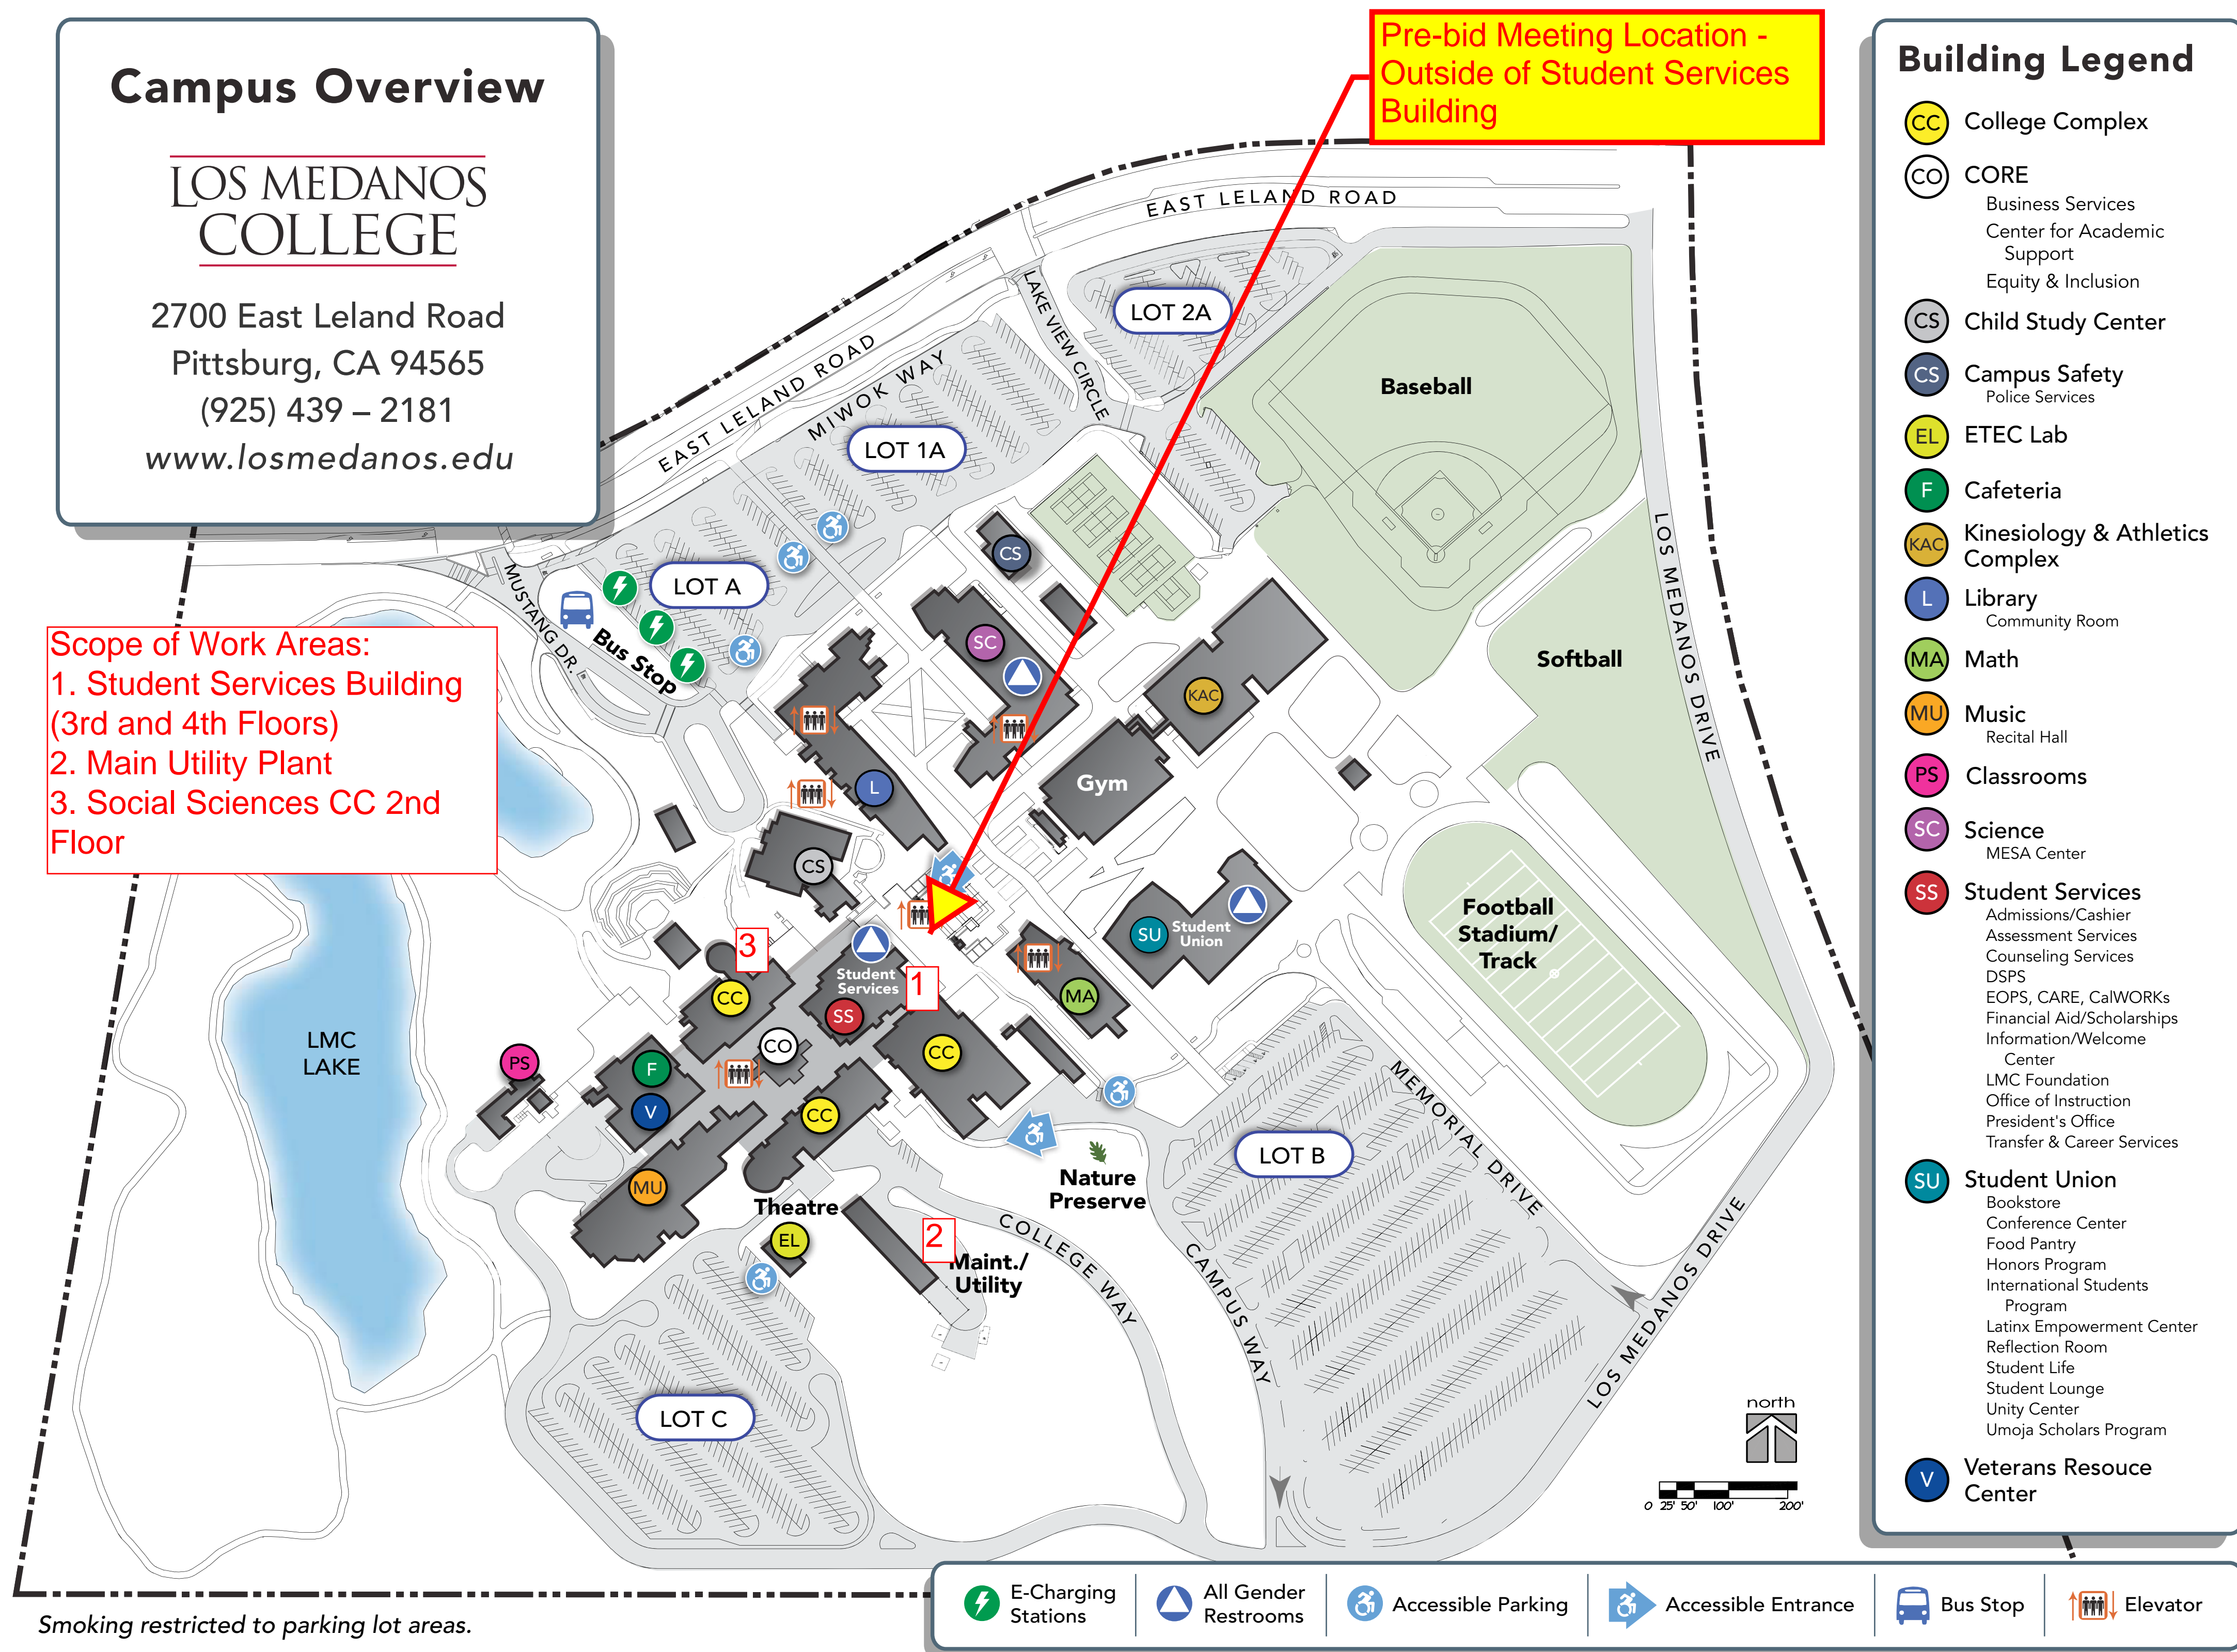 Campus Overview
LOS MEDANOS
COLLEGE
2700 East Leland Road
Pittsburg, CA 94565
(925) 439 – 2181
www.losmedanos.edu
Pre-bid Meeting Location -
Outside of Student Services
Building
Scope of Work Areas:
1. Student Services Building
(3rd and 4th Floors)
2. Main Utility Plant
3. Social Sciences CC 2nd
Floor
EAST LELAND ROAD
EAST LELAND ROAD
MIWOK WAY
LAKE VIEW CIRCLE
LOT 2A
LOT 1A
LOT A
Baseball
MUSTANG DR.
Bus Stop
LOS MEDANOS DRIVE
CS
SC
KAC
Softball
Gym
L
CS
SU
Student
Union
Football
Stadium/
Track
3
Student
Services
1
CC
SS
MA
CO
CC
LMC
LAKE
PS
F
V
CC
MU
Theatre
EL
2
Maint./
Utility
Nature
Preserve
LOT B
MEMORIAL DRIVE
COLLEGE WAY
CAMPUS WAY
LOS MEDANOS DRIVE
LOT C
north
0 25' 50' 100' 200'
Building Legend
CC College Complex
CO CORE
Business Services
Center for Academic
Support
Equity & Inclusion
CS Child Study Center
CS Campus Safety
Police Services
EL ETEC Lab
F Cafeteria
KAC Kinesiology & Athletics
Complex
L Library
Community Room
MA Math
MU Music
Recital Hall
PS Classrooms
SC Science
MESA Center
SS Student Services
Admissions/Cashier
Assessment Services
Counseling Services
DSPS
EOPS, CARE, CalWORKs
Financial Aid/Scholarships
Information/Welcome
Center
LMC Foundation
Office of Instruction
President's Office
Transfer & Career Services
SU Student Union
Bookstore
Conference Center
Food Pantry
Honors Program
International Students
Program
Latinx Empowerment Center
Reflection Room
Student Life
Student Lounge
Unity Center
Umoja Scholars Program
V Veterans Resouce
Center
Smoking restricted to parking lot areas.
E-Charging
Stations
All Gender
Restrooms
Accessible Parking
Accessible Entrance
Bus Stop
Elevator